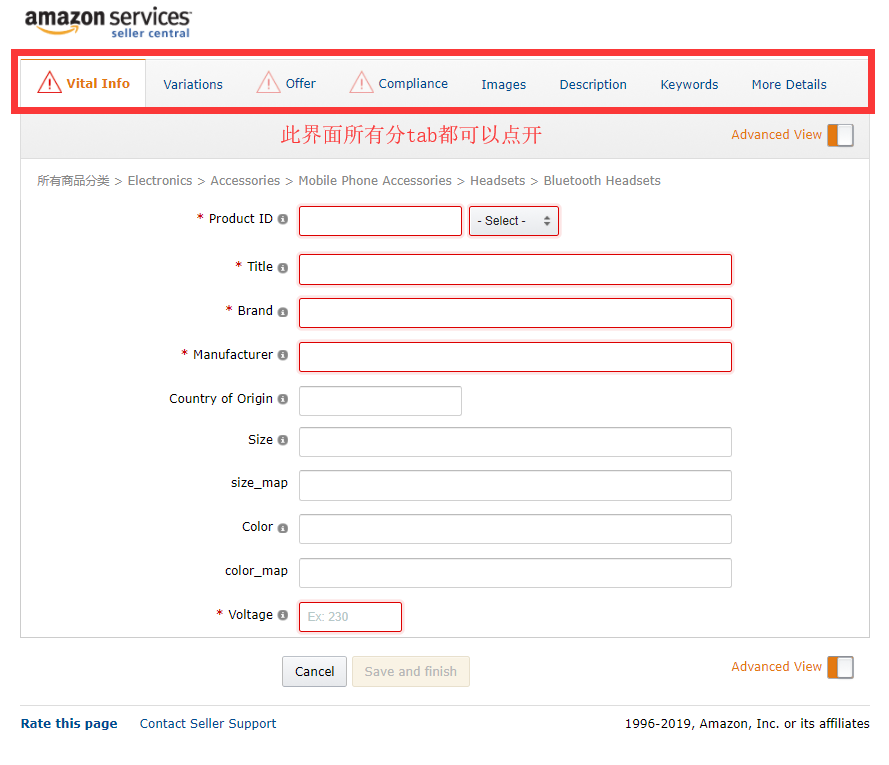 amazon services
seller central
Vital Info Variations Offer Compliance Images Description Keywords More Details
此界面所有分tab都可以点开
Advanced View
所有商品分类 > Electronics > Accessories > Mobile Phone Accessories > Headsets > Bluetooth Headsets
* Product ID - Select -
* Title
* Brand
* Manufacturer
Country of Origin
Size
size_map
Color
color_map
* Voltage Ex: 230
Cancel Save and finish Advanced View
Rate this page Contact Seller Support 1996-2019, Amazon, Inc. or its affiliates